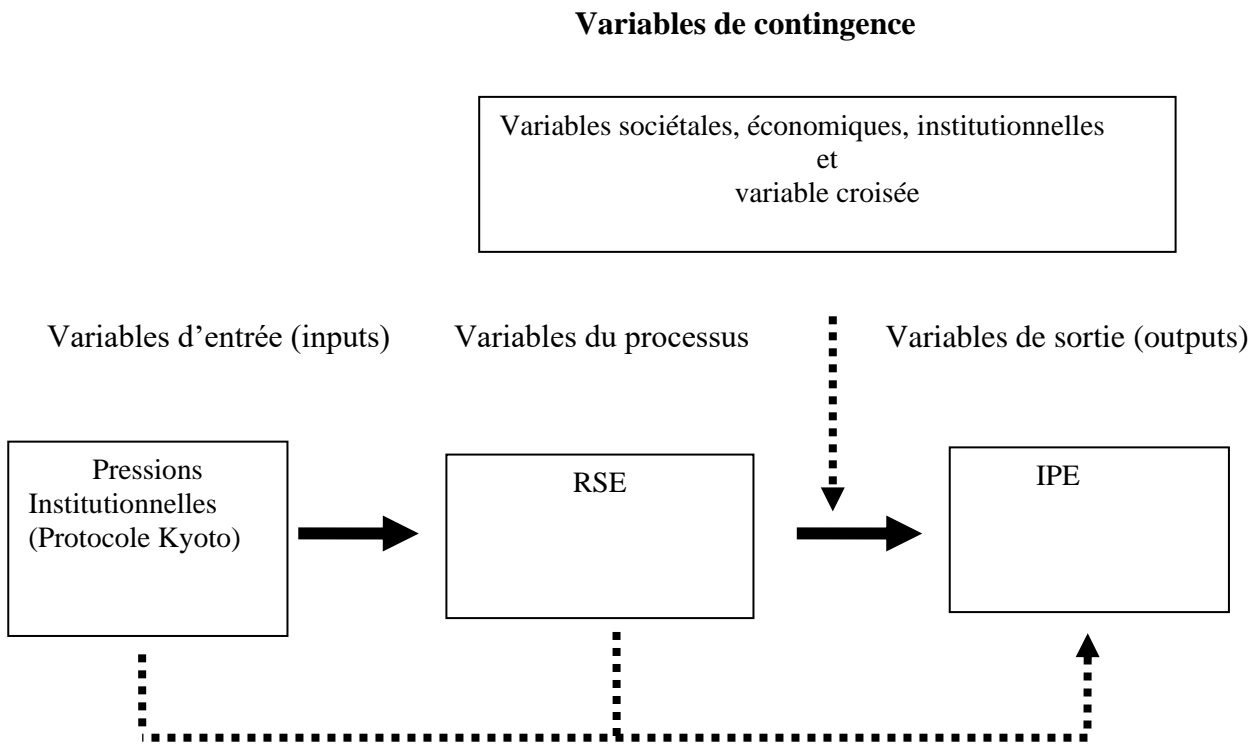 Variables de contingence
Variables sociétales, économiques, institutionnelles
et
variable croisée
Variables d’entrée (inputs)
Variables du processus
Variables de sortie (outputs)
Pressions
Institutionnelles
(Protocole Kyoto)
RSE
IPE